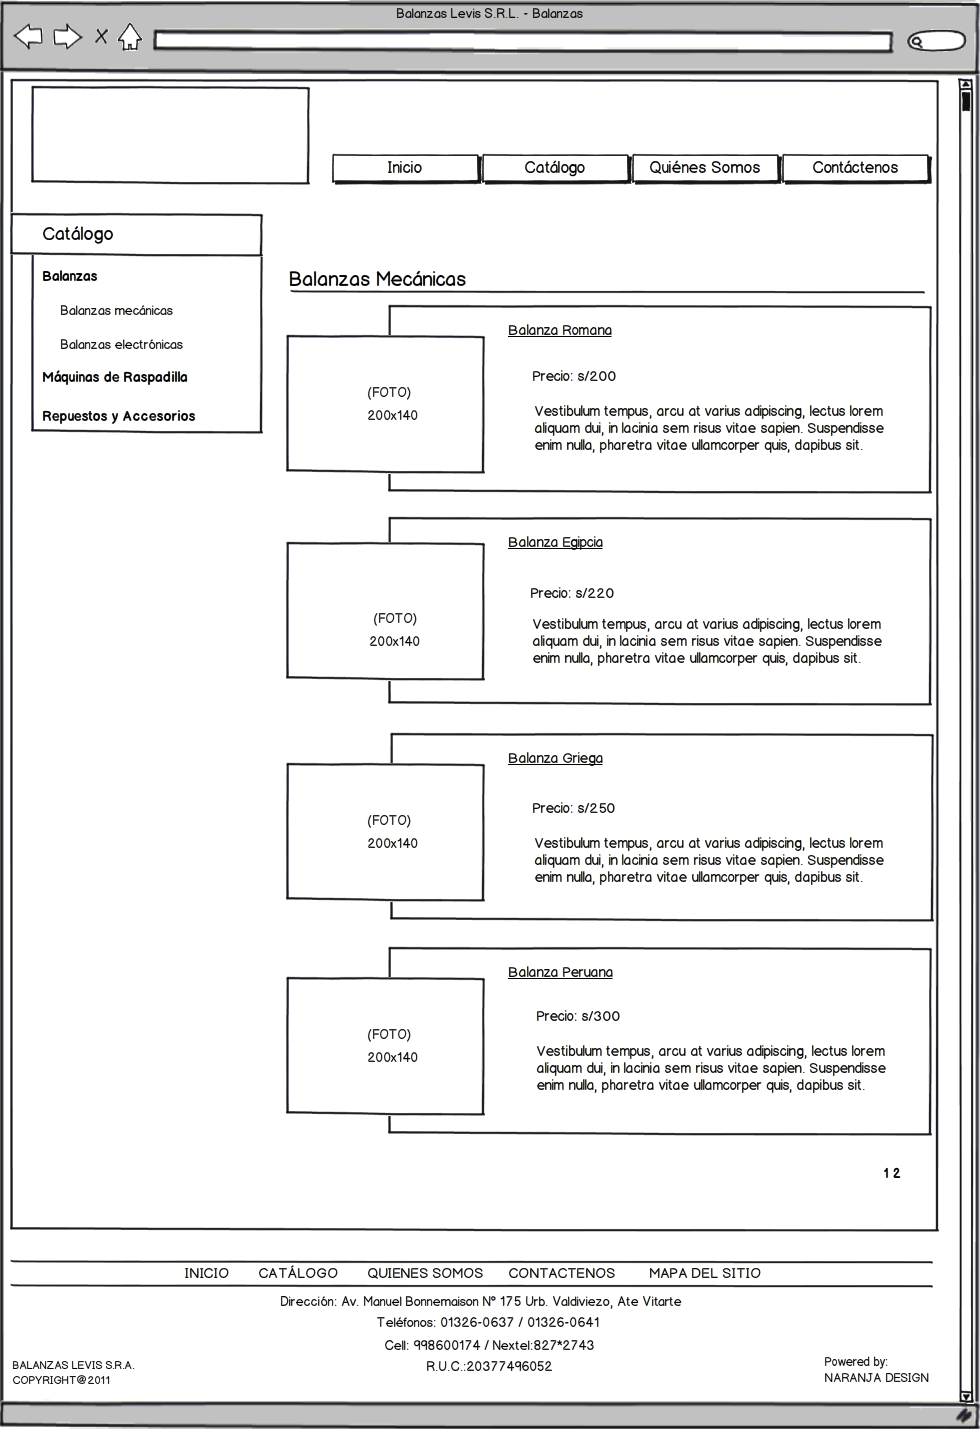 Balanzas Levis S.R.L. - Balanzas
Inicio
Catálogo
Quiénes Somos
Contáctenos
Catálogo
Balanzas
Balanzas mecánicas
Balanzas electrónicas
Máquinas de Raspadilla
Repuestos y Accesorios
Balanzas Mecánicas
(FOTO)
200x140
Balanza Romana
Precio: s/200
Vestibulum tempus, arcu at varius adipiscing, lectus lorem
aliquam dui, in lacinia sem risus vitae sapien. Suspendisse
enim nulla, pharetra vitae ullamcorper quis, dapibus sit.
(FOTO)
200x140
Balanza Egipcia
Precio: s/220
Vestibulum tempus, arcu at varius adipiscing, lectus lorem
aliquam dui, in lacinia sem risus vitae sapien. Suspendisse
enim nulla, pharetra vitae ullamcorper quis, dapibus sit.
(FOTO)
200x140
Balanza Griega
Precio: s/250
Vestibulum tempus, arcu at varius adipiscing, lectus lorem
aliquam dui, in lacinia sem risus vitae sapien. Suspendisse
enim nulla, pharetra vitae ullamcorper quis, dapibus sit.
(FOTO)
200x140
Balanza Peruana
Precio: s/300
Vestibulum tempus, arcu at varius adipiscing, lectus lorem
aliquam dui, in lacinia sem risus vitae sapien. Suspendisse
enim nulla, pharetra vitae ullamcorper quis, dapibus sit.
1 2
INICIO CATÁLOGO QUIENES SOMOS CONTACTENOS MAPA DEL SITIO
Dirección: Av. Manuel Bonnemaison Nº 175 Urb. Valdiviezo, Ate Vitarte
Teléfonos: 01326-0637 / 01326-0641
Cell: 998600174 / Nextel:827*2743
R.U.C.:20377496052
BALANZAS LEVIS S.R.A.
COPYRIGHT@2011
Powered by:
NARANJA DESIGN